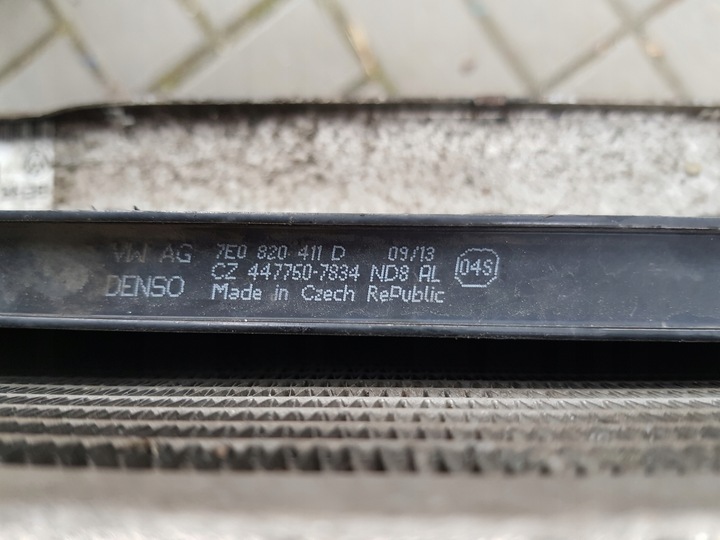 VW AG 7E0 820 411 D 09/13
DENSO CZ 447750-7834 ND8 AL 04S
Made in Czech RePublic